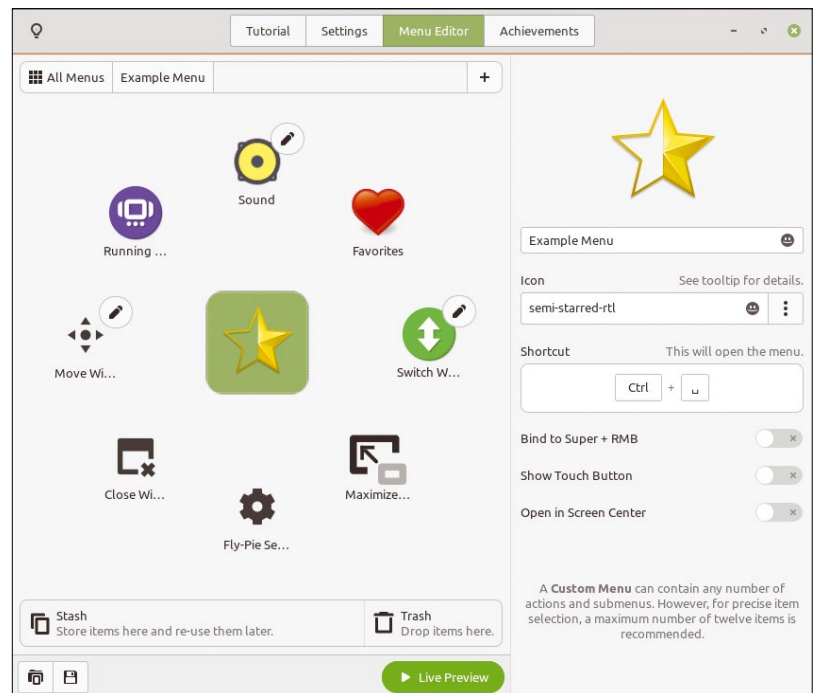 Tutorial Settings Menu Editor Achievements
All Menus Example Menu +
Sound
Running ...
Favorites
Move Wi...
Switch W...
Close Wi...
Maximize...
Fly-Pie Se...
Stash
Store items here and re-use them later.
Trash
Drop items here.
Live Preview
Example Menu
Icon See tooltip for details.
semi-starred-rtl
Shortcut This will open the menu.
Ctrl + ␣
Bind to Super + RMB
Show Touch Button
Open in Screen Center
A Custom Menu can contain any number of
actions and submenus. However, for precise item
selection, a maximum number of twelve items is
recommended.